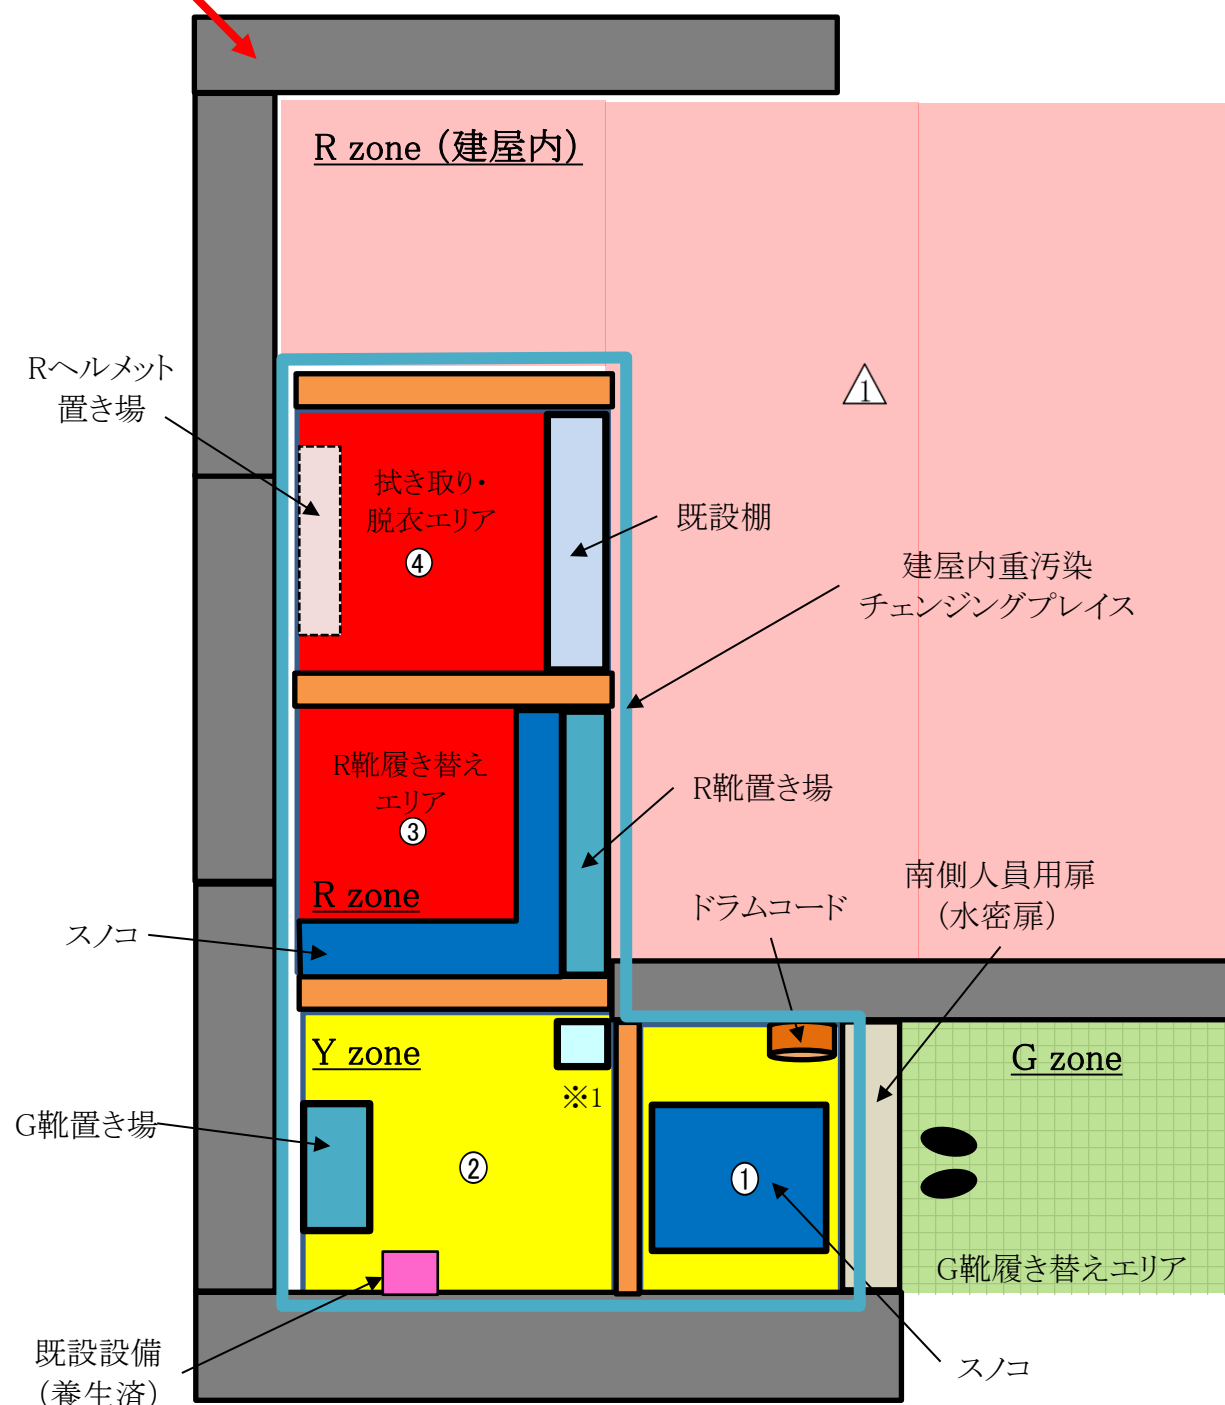 R zone（建屋内）
Rヘルメット
置き場
1
拭き取り・
脱衣エリア
④
既設棚
建屋内重汚染
チェンジングプレイス
R靴履き替え
エリア
③
R zone
R靴置き場
南側人員用扉
（水密扉）
ドラムコード
スノコ
Y zone
※1
G zone
G靴置き場
②
①
G靴履き替えエリア
既設設備
（養生済）
スノコ